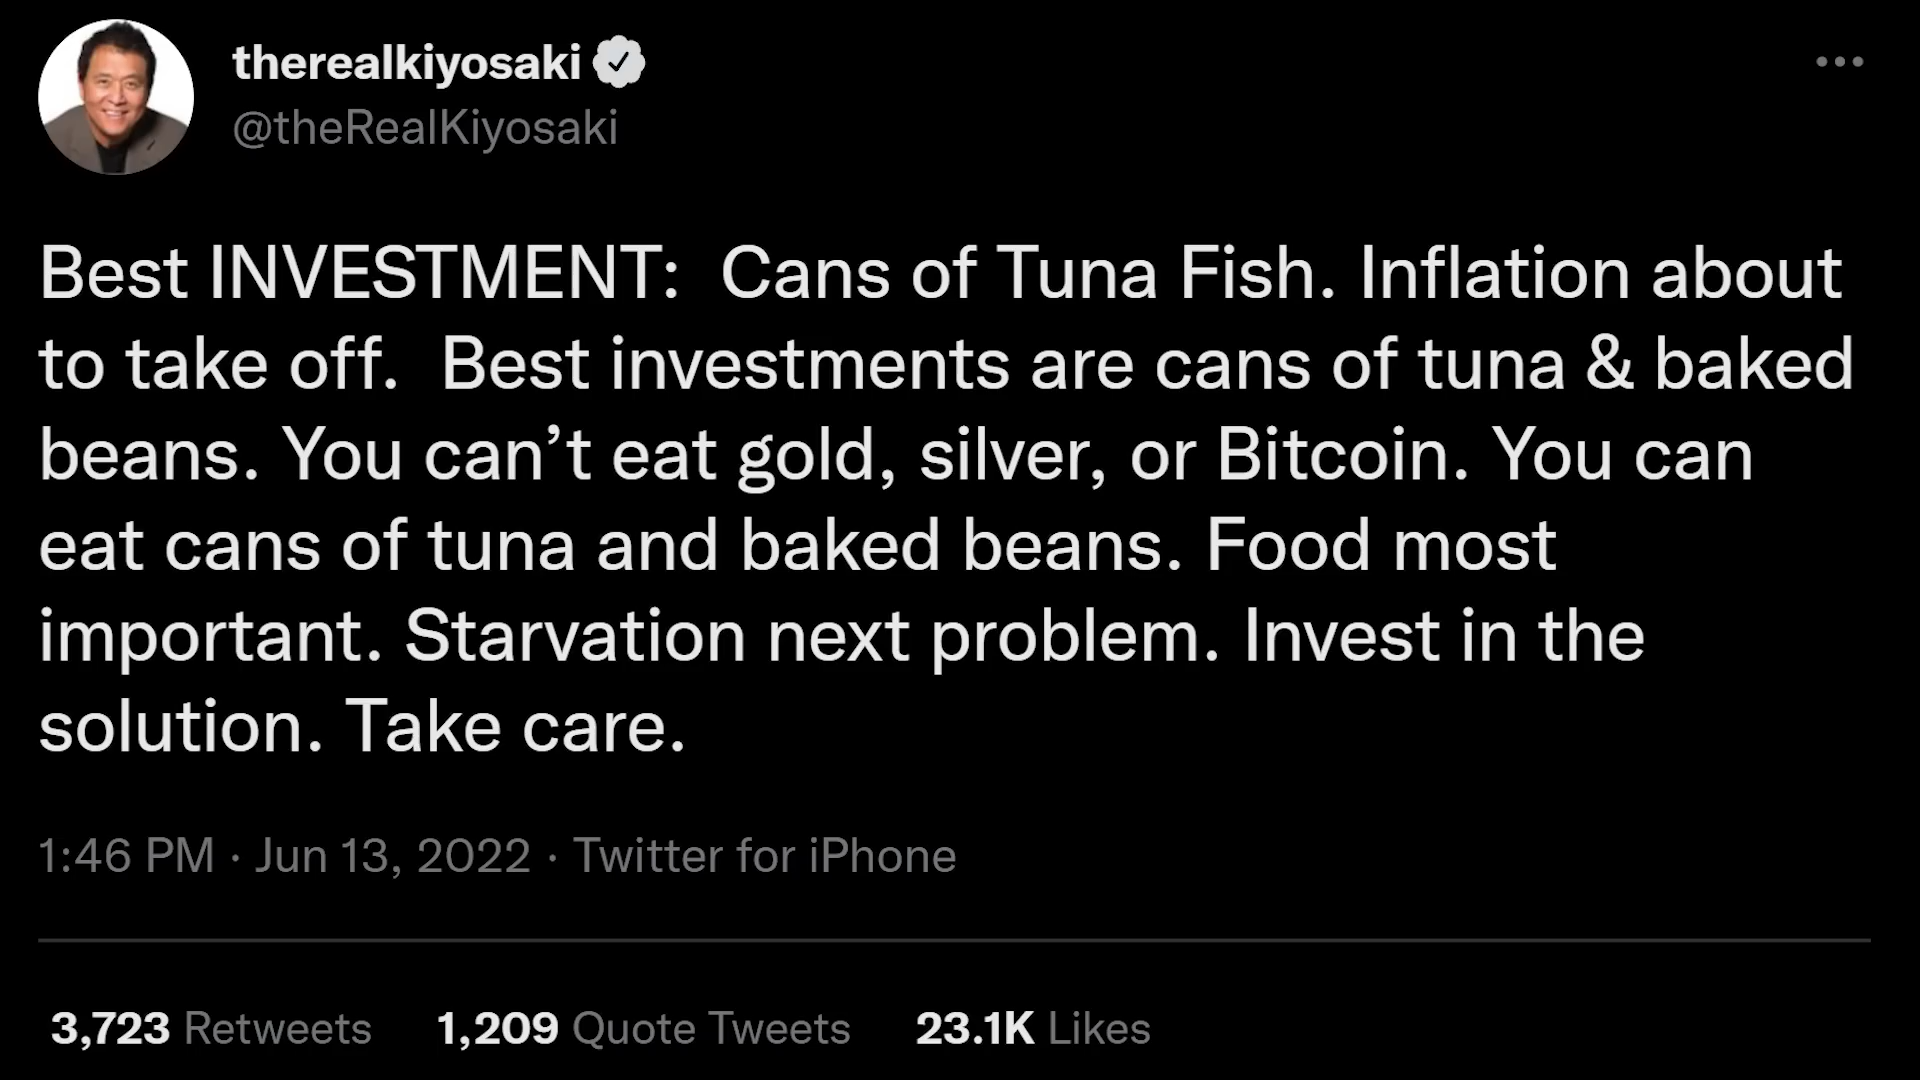 therealkiyosaki
@theRealKiyosaki
Best INVESTMENT:  Cans of Tuna Fish. Inflation about
to take off.  Best investments are cans of tuna & baked
beans. You can’t eat gold, silver, or Bitcoin. You can
eat cans of tuna and baked beans. Food most
important. Starvation next problem. Invest in the
solution. Take care.
1:46 PM · Jun 13, 2022 · Twitter for iPhone
3,723 Retweets 1,209 Quote Tweets 23.1K Likes